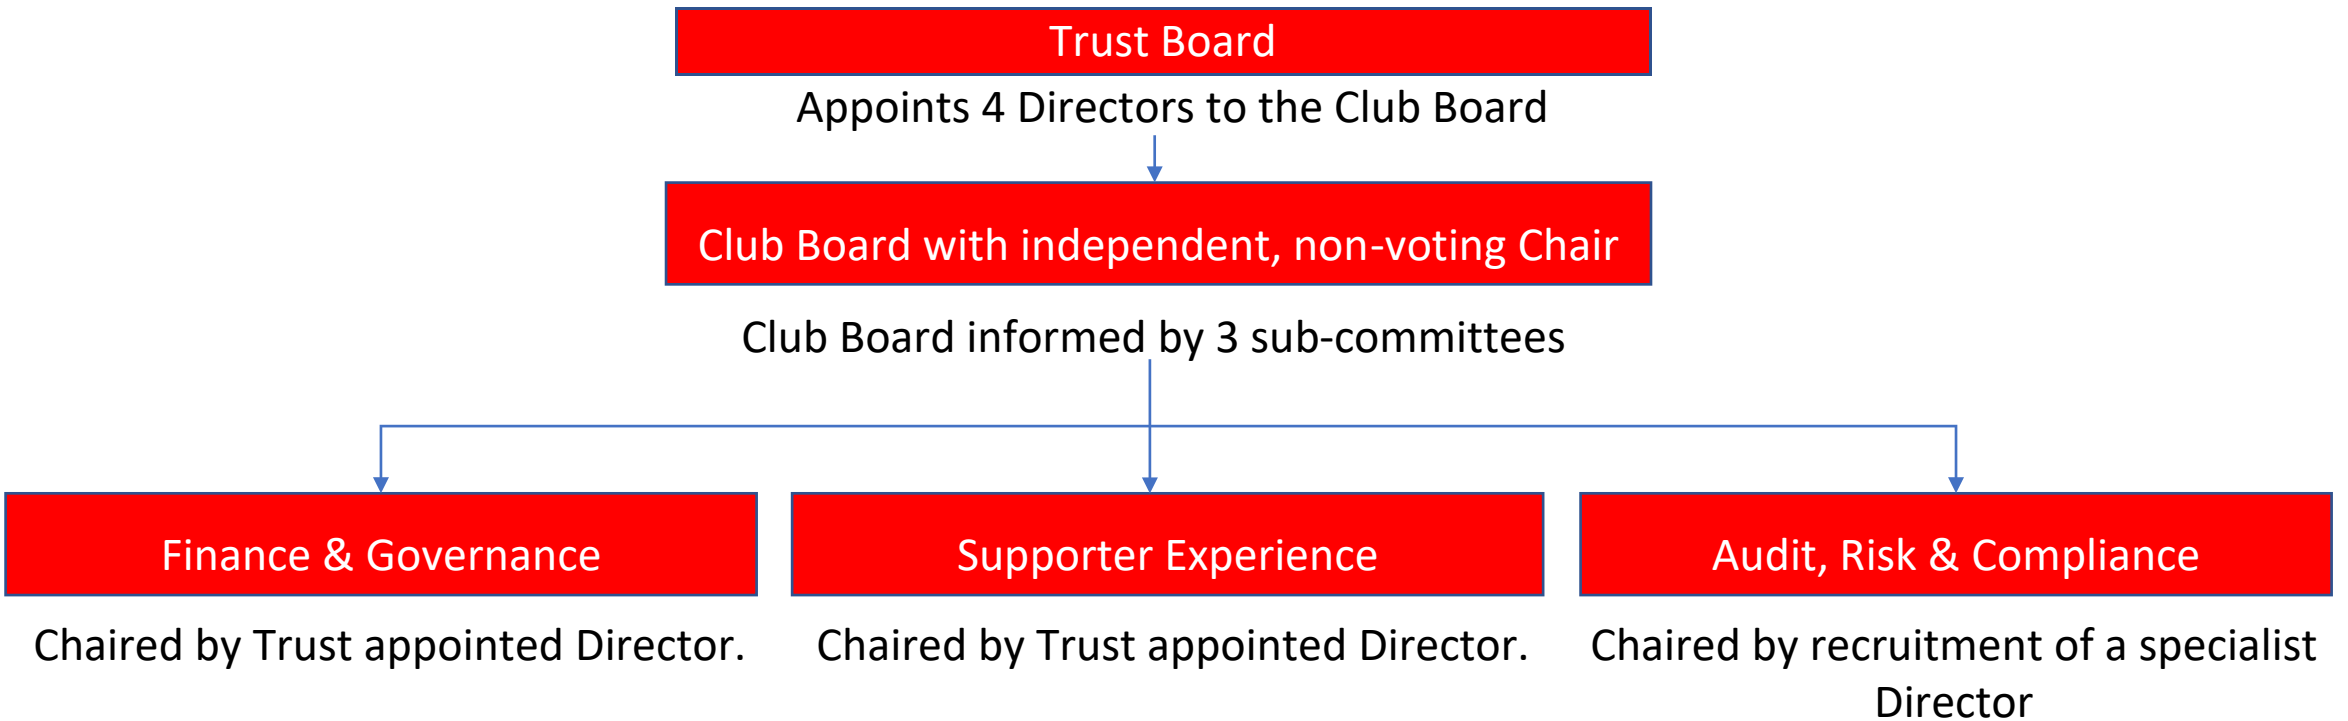 Trust Board
Appoints 4 Directors to the Club Board
Club Board with independent, non-voting Chair
Club Board informed by 3 sub-committees
Finance & Governance
Supporter Experience
Audit, Risk & Compliance
Chaired by Trust appointed Director.
Chaired by Trust appointed Director.
Chaired by recruitment of a specialist
Director